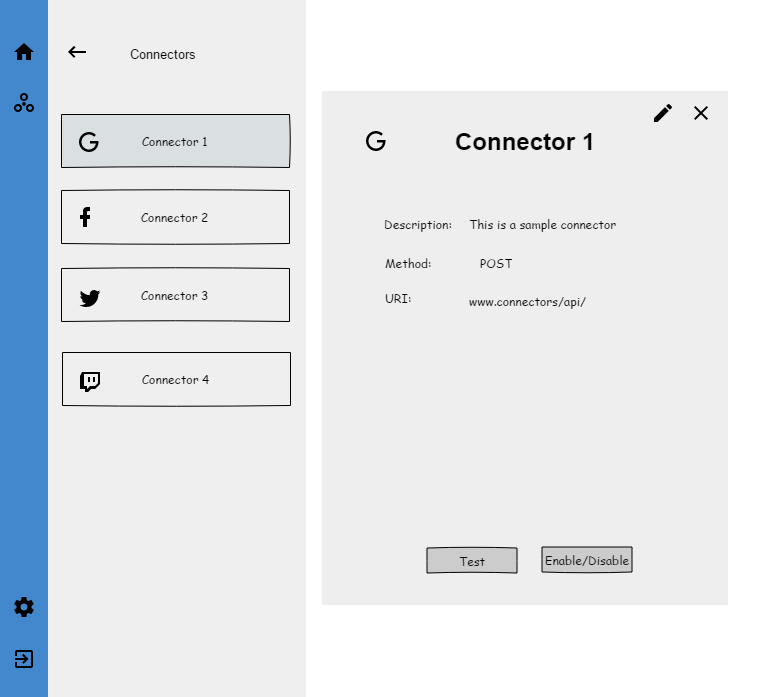 Connectors
Connector 1
Connector 2
Connector 3
Connector 4
Connector 1
Description: This is a sample connector
Method: POST
URI: www.connectors/api/
Test
Enable/Disable